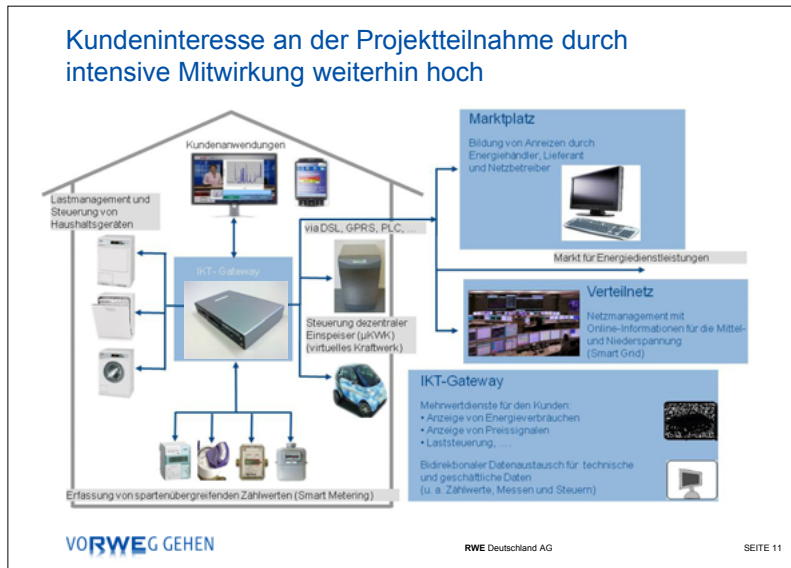 Kundeninteresse an der Projektteilnahme durch
intensive Mitwirkung weiterhin hoch
Kundenanwendungen
Lastmanagement und
Steuerung von
Haushaltsgeräten
IKT- Gateway
via DSL, GPRS, PLC, ...
Steuerung dezentraler
Einspeiser (µKWK)
(virtuelles Kraftwerk)
Erfassung von spartenübergreifenden Zählwerten (Smart Metering)
Marktplatz
Bildung von Anreizen durch
Energiehändler, Lieferant
und Netzbetreiber
Markt für Energiedienstleistungen
Verteilnetz
Netzmanagement mit
Online-Informationen für die Mittel-
und Niederspannung
(Smart Grid)
IKT-Gateway
Mehrwertdienste für den Kunden:
• Anzeige von Energieverbräuchen
• Anzeige von Preissignalen
• Laststeuerung, ....
Bidirektionaler Datenaustausch für technische
und geschäftliche Daten
(u. a. Zählwerte, Messen und Steuern)
VORWEG GEHEN
RWE Deutschland AG
SEITE 11